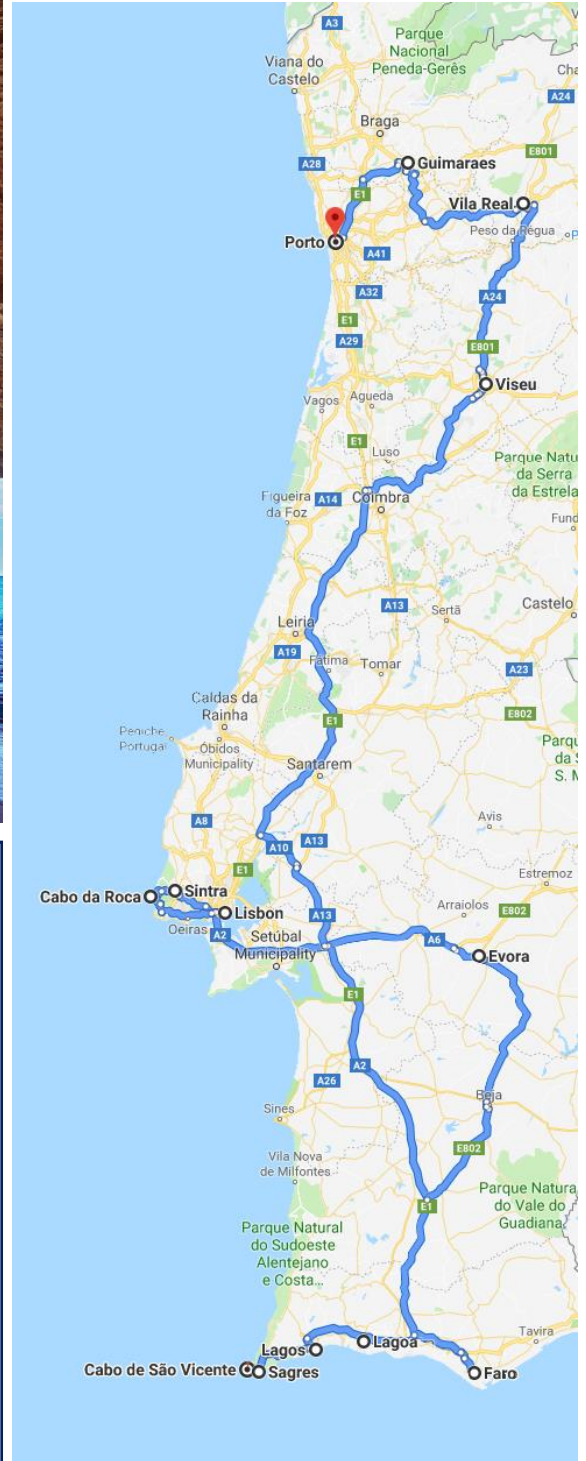 A3
Parque
Nacional
Peneda-Gerês
Viana do
Castelo
A24
Braga
E801
A28
Guimaraes
E1
Vila Real
Peso da Regua
Porto
A41
A32
A24
E1
A29
E801
Viseu
Vagos
Agueda
E1
Luso
da Serra
da Estrela
Figueira
da Foz
A14
Coimbra
A13
Sertã
Castelo
Leiria
A19
Fatima
Tomar
A23
Caldas da
Rainha
E1
E802
Peniche
Portugal
Óbidos
Municipality
Santarem
Avis
A8
A10
A13
E1
Estremoz
Cabo da Roca
Sintra
Lisbon
A13
Arraiolos
E802
Oeiras
A2
Setúbal
Municipality
A6
Evora
E1
A2
A26
Sines
Beja
E802
Vila Nova
de Milfontes
E1
do Vale do
Guadiana
Parque Natural
do Sudoeste
Alentejano
e Costa...
Tavira
Lagos
Lagoa
Cabo de São Vicente
Sagres
Faro